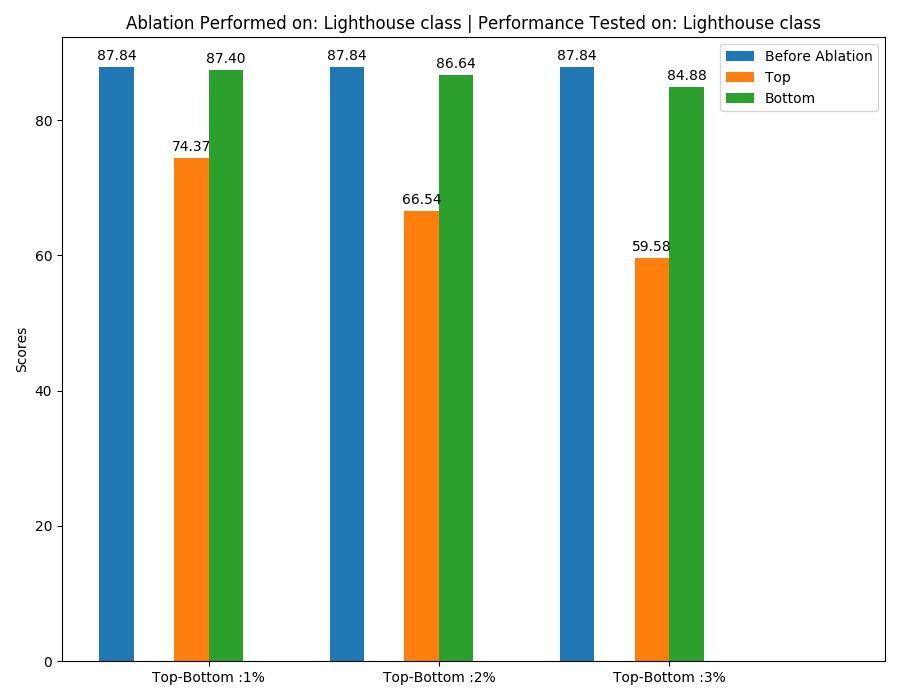 Ablation Performed on: Lighthouse class | Performance Tested on: Lighthouse class
87.84
87.40
87.84
86.64
87.84
84.88
74.37
66.54
59.58
Before Ablation
Top
Bottom
Scores
80
60
40
20
0
Top-Bottom :1%
Top-Bottom :2%
Top-Bottom :3%